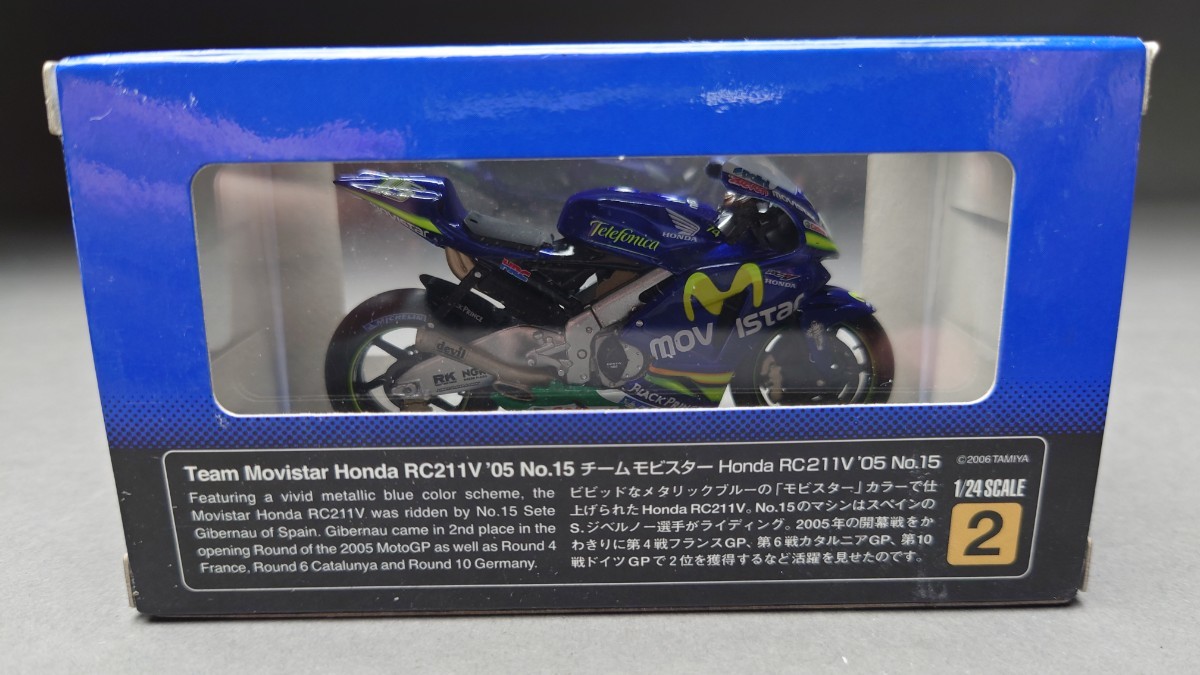 Telefonica
HONDA
HONDA
MICHELIN
devil
RK
MOVISTAR
BLACK PRINCE
Team Movistar Honda RC211V '05 No.15 チームモビスター Honda RC211V '05 No.15
©2006 TAMIYA
Featuring a vivid metallic blue color scheme, the
Movistar Honda RC211V was ridden by No.15 Sete
Gibernau of Spain. Gibernau came in 2nd place in the
opening Round of the 2005 MotoGP as well as Round 4
France, Round 6 Catalunya and Round 10 Germany.
ビビッドなメタリックブルーの「モビスター」カラーで仕
上げられたHonda RC211V。No.15のマシンはスペインの
S.ジベルノー選手がライディング。2005年の開幕戦をか
わきりに第4戦フランスGP、第6戦カタルニアGP、第10
戦ドイツGPで2位を獲得するなど活躍を見せたのです。
1/24 SCALE
2